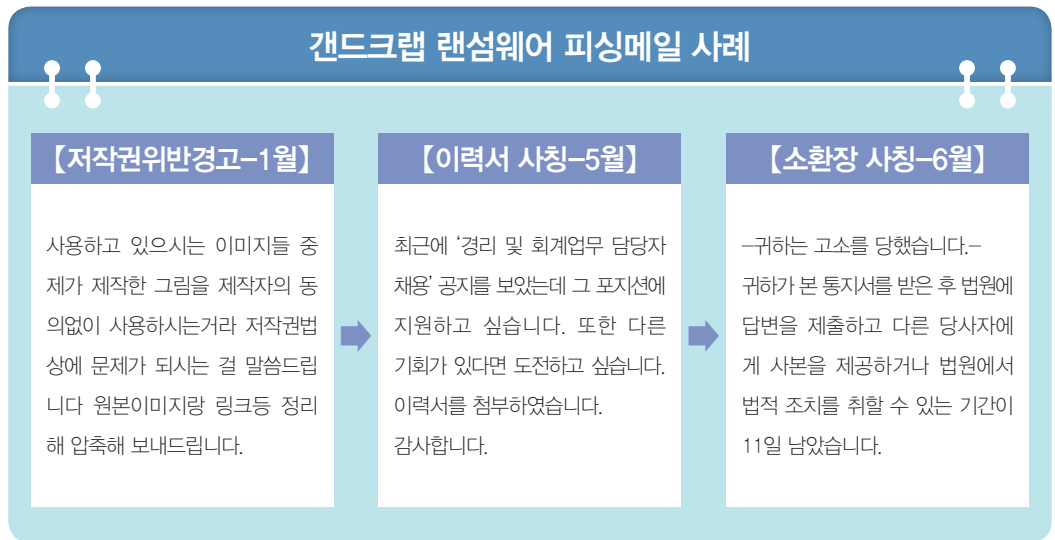 갠드크랩 랜섬웨어 피싱메일 사례
【저작권위반경고-1월】
사용하고 있으시는 이미지들 중
제가 제작한 그림을 제작자의 동
의없이 사용하시는거라 저작권법
상에 문제가 되시는 걸 말씀드립
니다 원본이미지랑 링크등 정리
해 압축해 보내드립니다.
【이력서 사칭-5월】
최근에 ‘경리 및 회계업무 담당자
채용’ 공지를 보았는데 그 포지션에
지원하고 싶습니다. 또한 다른
기회가 있다면 도전하고 싶습니다.
이력서를 첨부하였습니다.
감사합니다.
【소환장 사칭-6월】
-귀하는 고소를 당했습니다.-
귀하가 본 통지서를 받은 후 법원에
답변을 제출하고 다른 당사자에
게 사본을 제공하거나 법원에서
법적 조치를 취할 수 있는 기간이
11일 남았습니다.